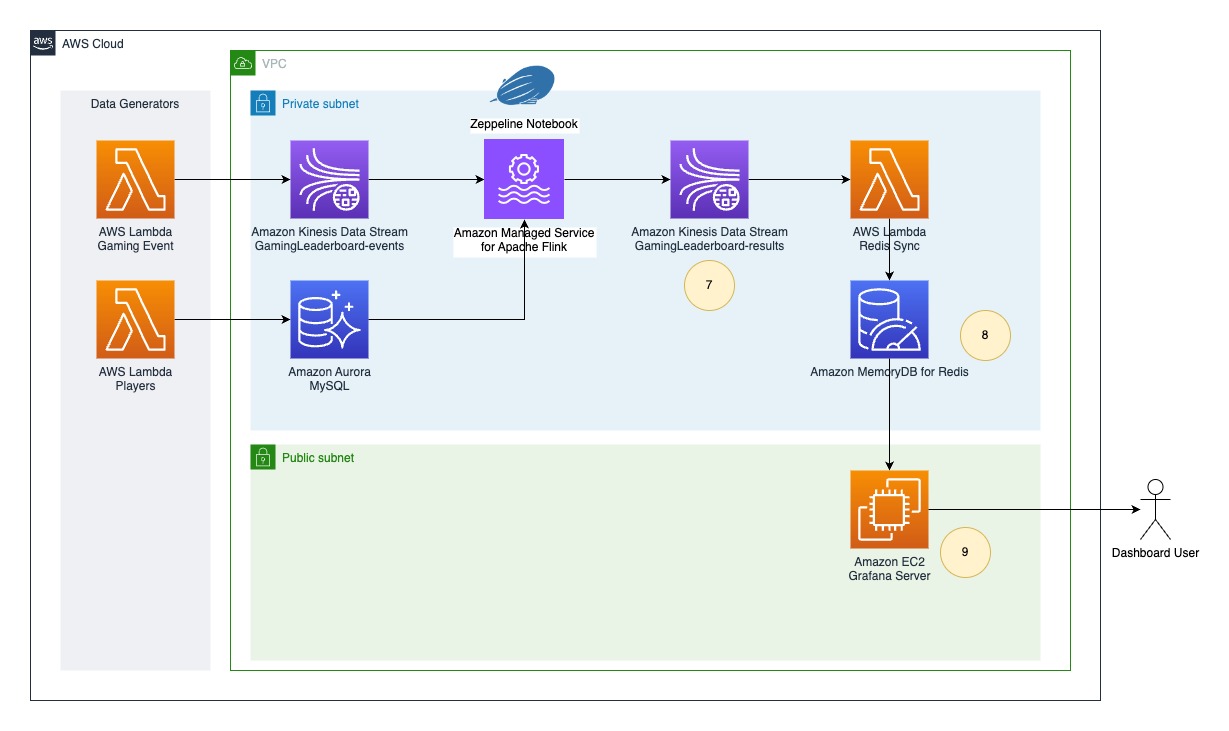 aws
AWS Cloud
VPC
Data Generators
Private subnet
Zeppeline Notebook
AWS Lambda
Gaming Event
Amazon Kinesis Data Stream
GamingLeaderboard-events
Amazon Managed Service
for Apache Flink
Amazon Kinesis Data Stream
GamingLeaderboard-results
AWS Lambda
Redis Sync
7
8
AWS Lambda
Players
Amazon Aurora
MySQL
Amazon MemoryDB for Redis
Public subnet
9
Amazon EC2
Grafana Server
Dashboard User